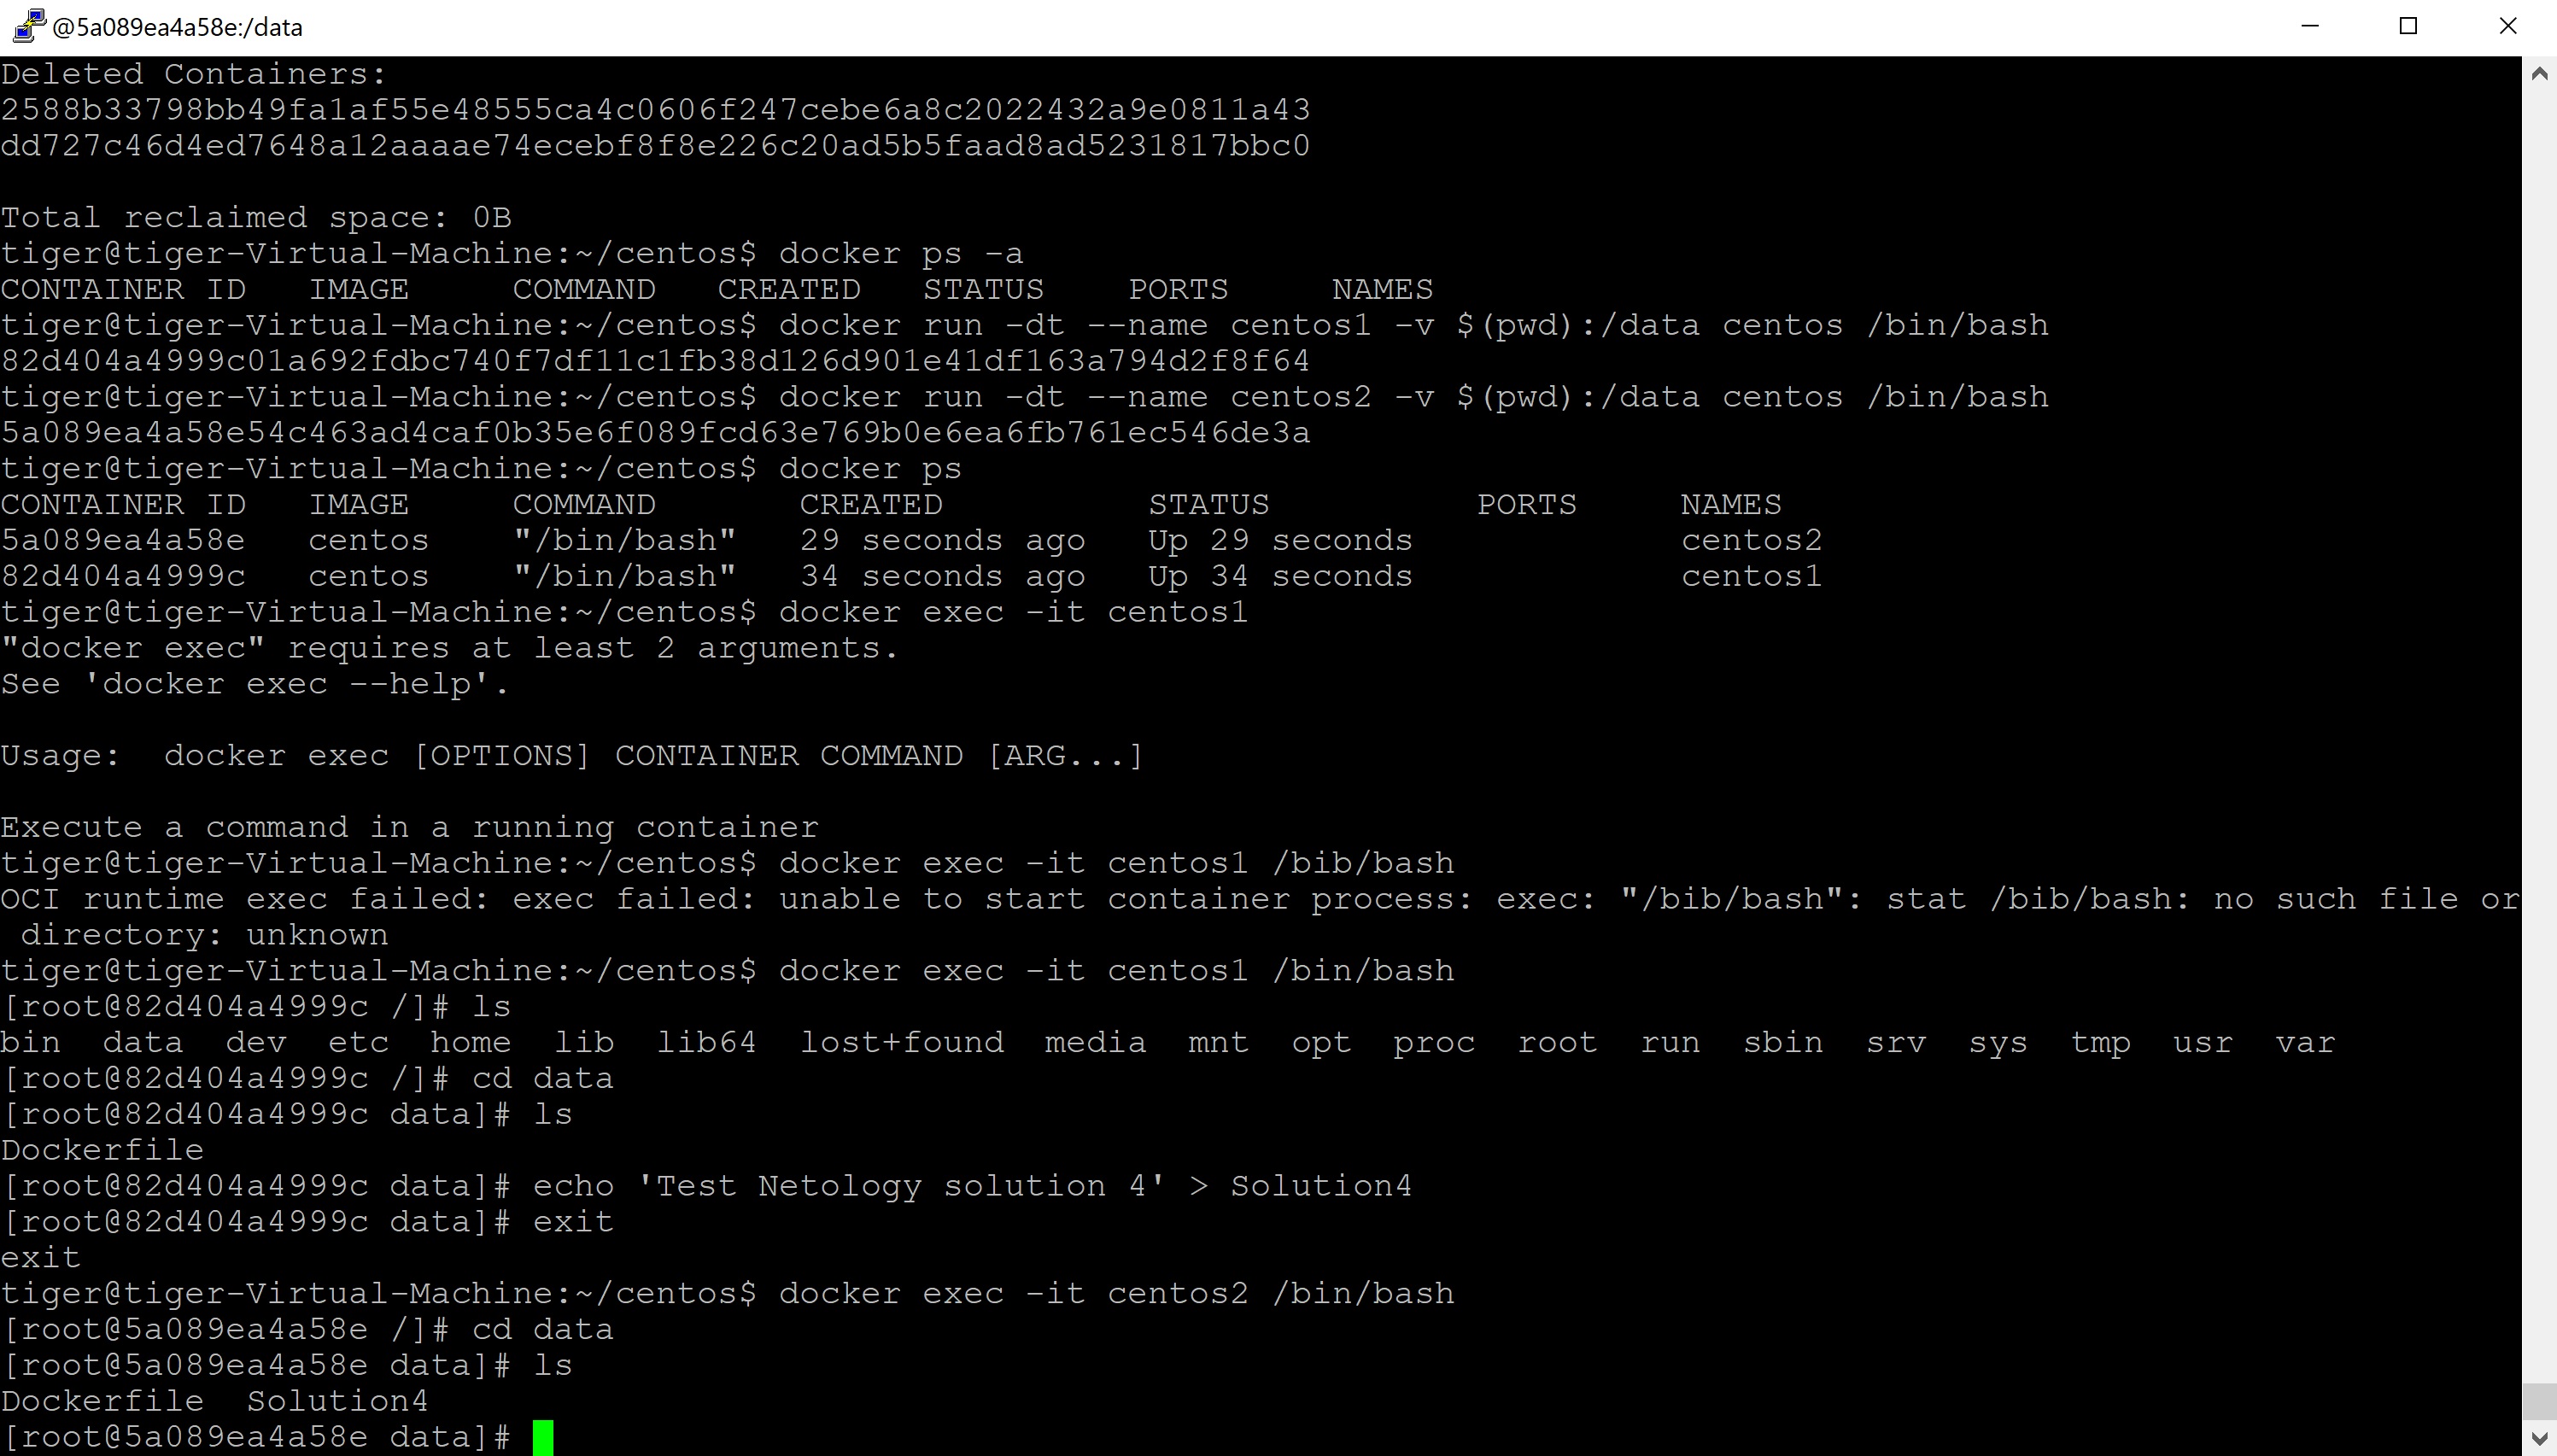 @5a089ea4a58e:/data
Deleted Containers:
2588b33798bb49fa1af55e48555ca4c0606f247cebe6a8c2022432a9e0811a43
dd727c46d4ed7648a12aaaae74ecebf8f8e226c20ad5b5faad8ad5231817bbc0
Total reclaimed space: 0B
tiger@tiger-Virtual-Machine:~/centos$ docker ps -a
CONTAINER ID   IMAGE     COMMAND   CREATED   STATUS    PORTS     NAMES
tiger@tiger-Virtual-Machine:~/centos$ docker run -dt --name centos1 -v $(pwd):/data centos /bin/bash
82d404a4999c01a692fdbc740f7df11c1fb38d126d901e41df163a794d2f8f64
tiger@tiger-Virtual-Machine:~/centos$ docker run -dt --name centos2 -v $(pwd):/data centos /bin/bash
5a089ea4a58e54c463ad4caf0b35e6f089fcd63e769b0e6ea6fb761ec546de3a
tiger@tiger-Virtual-Machine:~/centos$ docker ps
CONTAINER ID   IMAGE     COMMAND       CREATED          STATUS          PORTS     NAMES
5a089ea4a58e   centos    "/bin/bash"   29 seconds ago   Up 29 seconds             centos2
82d404a4999c   centos    "/bin/bash"   34 seconds ago   Up 34 seconds             centos1
tiger@tiger-Virtual-Machine:~/centos$ docker exec -it centos1
"docker exec" requires at least 2 arguments.
See 'docker exec --help'.
Usage:  docker exec [OPTIONS] CONTAINER COMMAND [ARG...]
Execute a command in a running container
tiger@tiger-Virtual-Machine:~/centos$ docker exec -it centos1 /bib/bash
OCI runtime exec failed: exec failed: unable to start container process: exec: "/bib/bash": stat /bib/bash: no such file or
 directory: unknown
tiger@tiger-Virtual-Machine:~/centos$ docker exec -it centos1 /bin/bash
[root@82d404a4999c /]# ls
bin  data  dev  etc  home  lib  lib64  lost+found  media  mnt  opt  proc  root  run  sbin  srv  sys  tmp  usr  var
[root@82d404a4999c /]# cd data
[root@82d404a4999c data]# ls
Dockerfile
[root@82d404a4999c data]# echo 'Test Netology solution 4' > Solution4
[root@82d404a4999c data]# exit
exit
tiger@tiger-Virtual-Machine:~/centos$ docker exec -it centos2 /bin/bash
[root@5a089ea4a58e /]# cd data
[root@5a089ea4a58e data]# ls
Dockerfile  Solution4
[root@5a089ea4a58e data]#